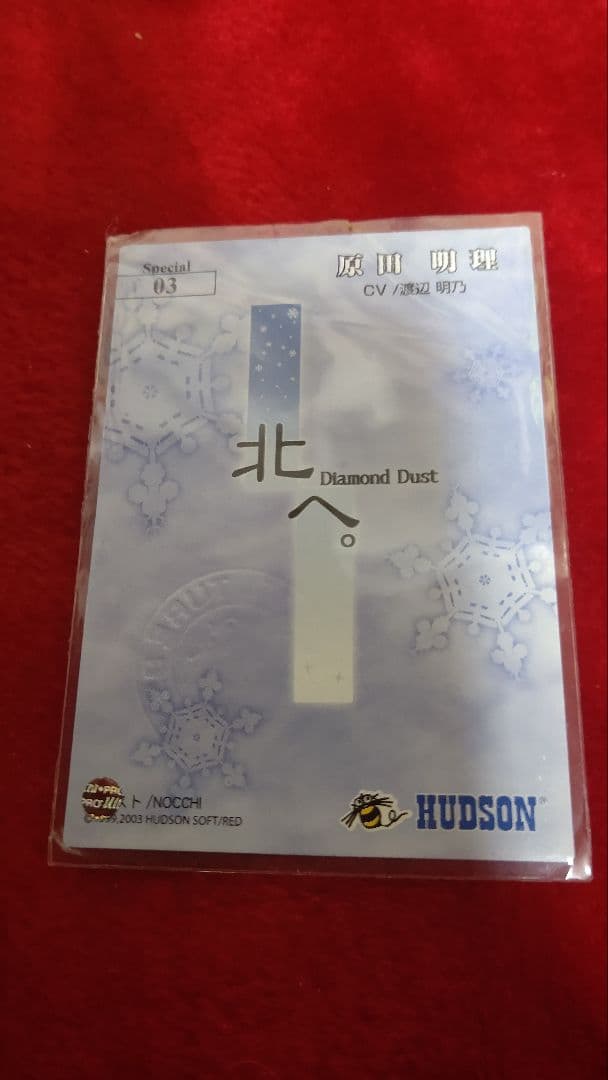 Special
03
原田 明理
CV/渡辺 明乃
北
へ。
Diamond Dust
スト/NOCCHI
2003 HUDSON SOFT/RED
HUDSON